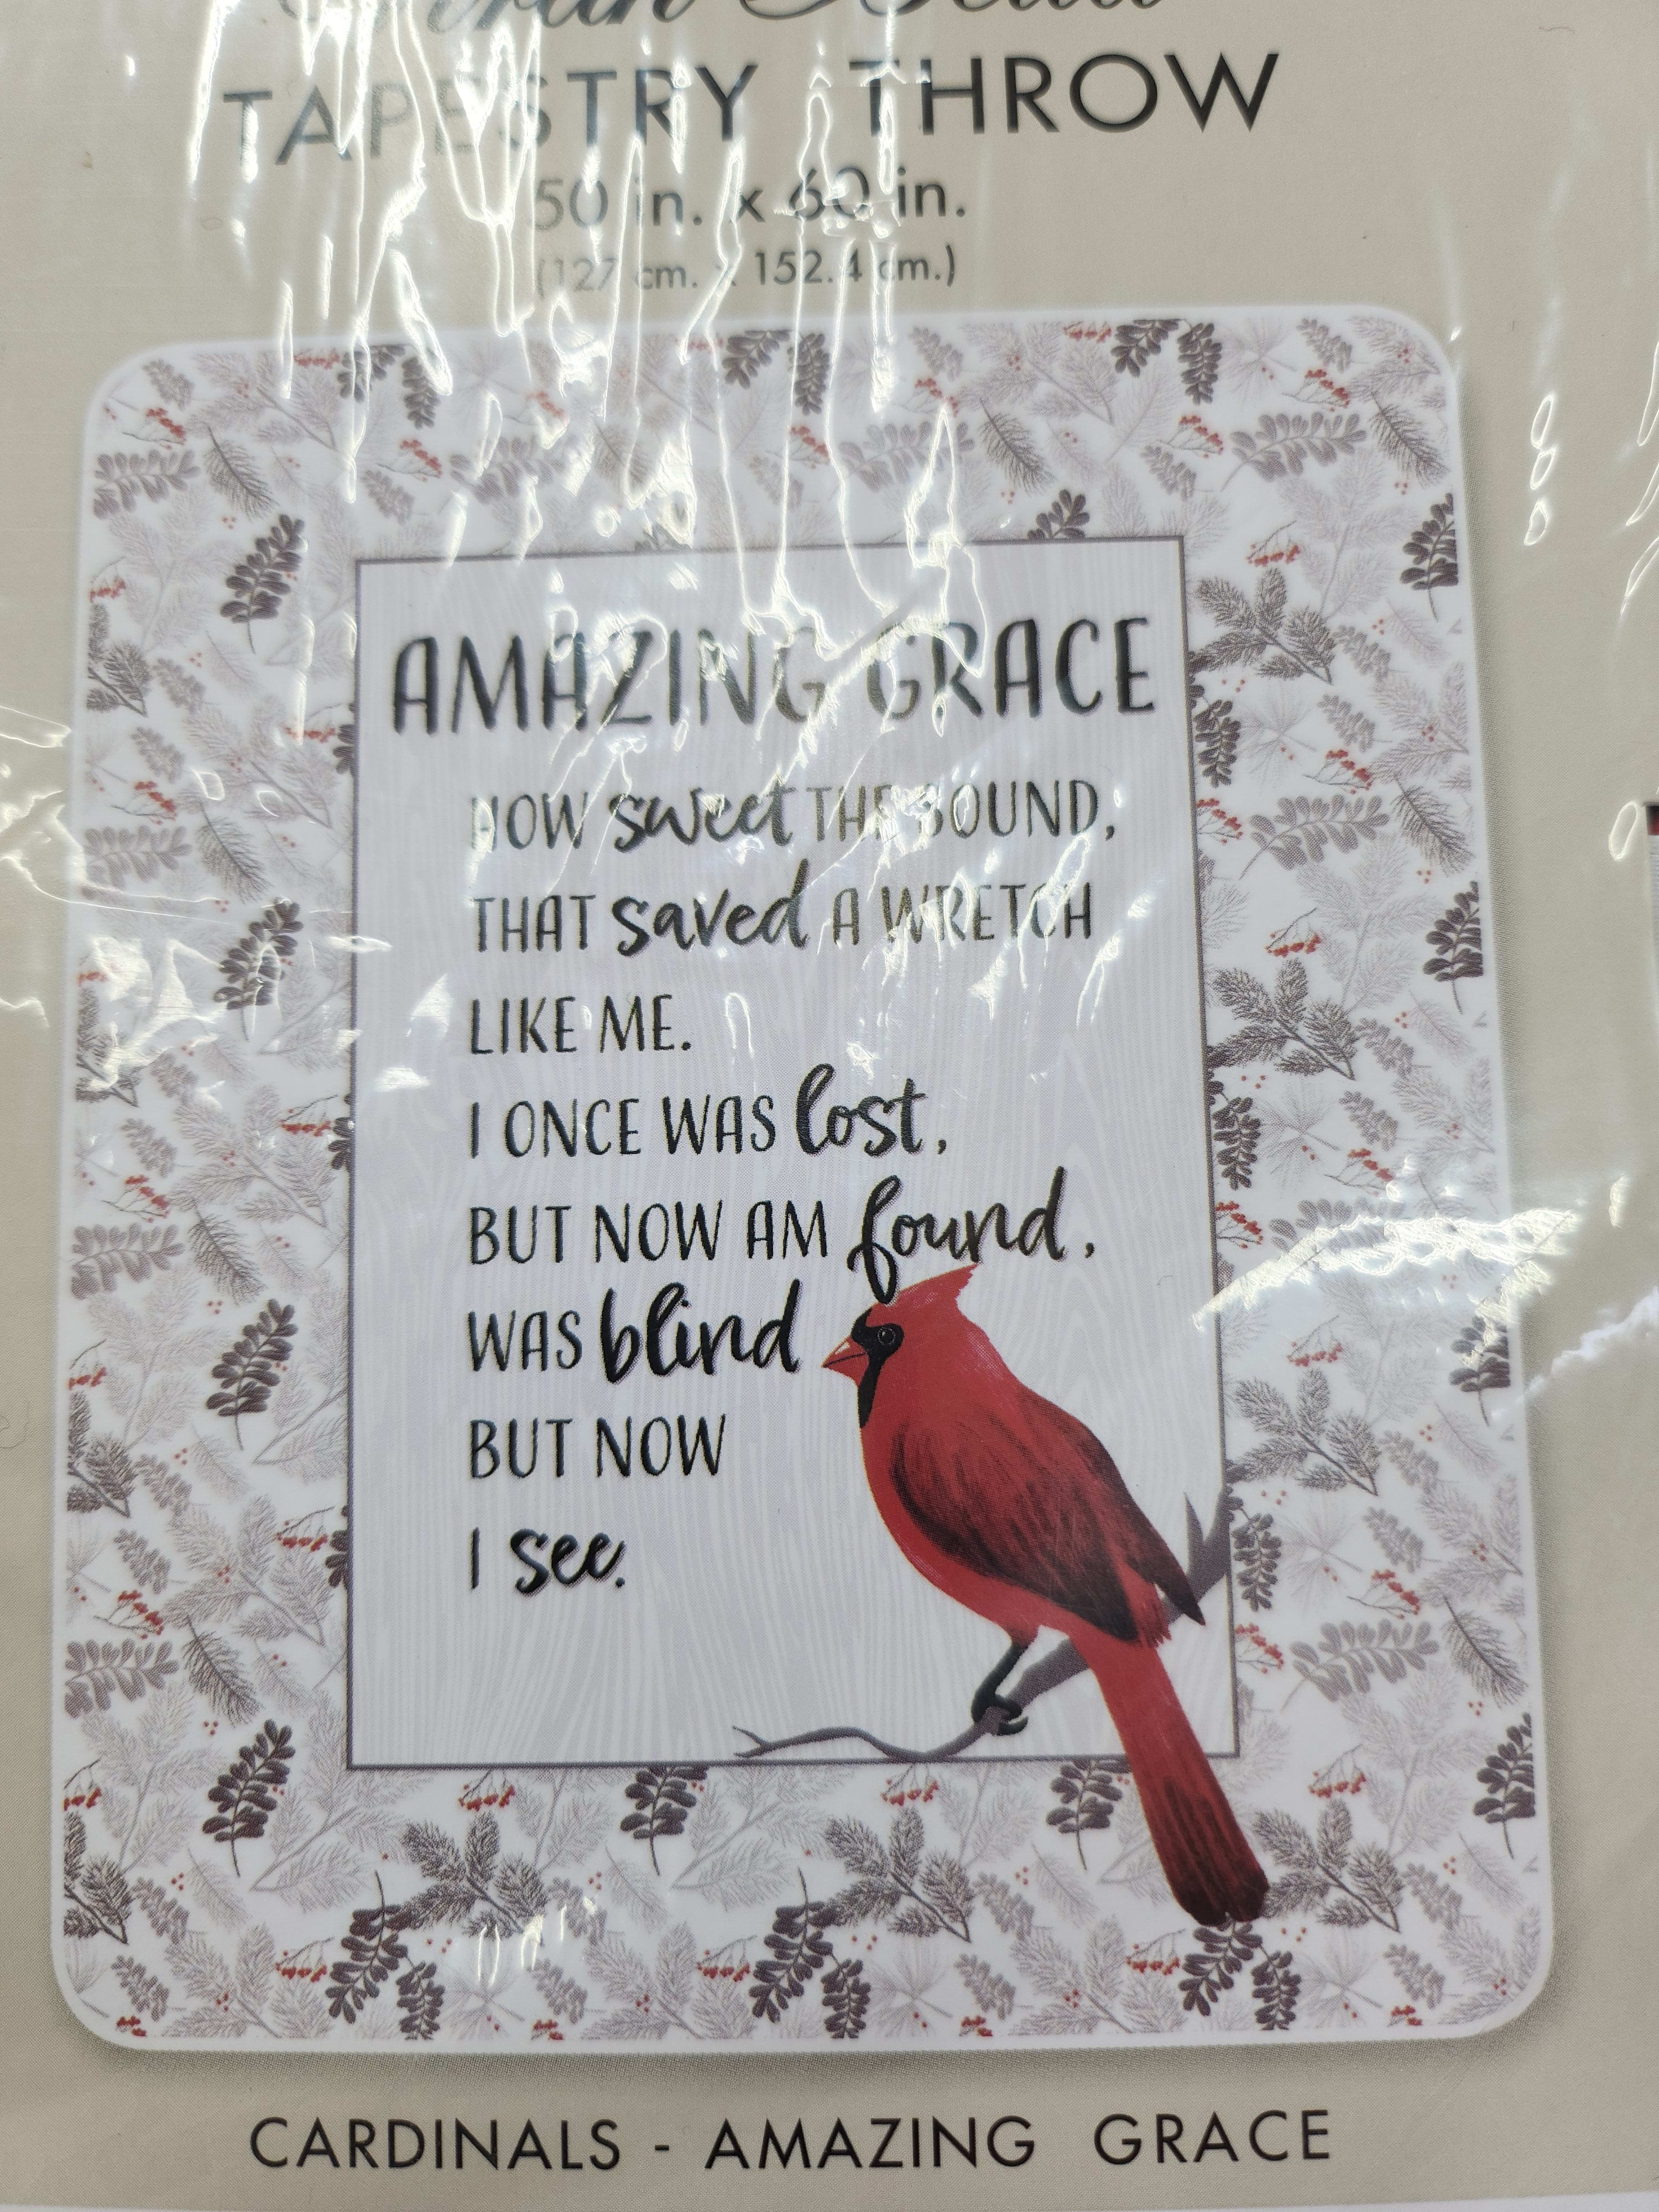 TAPESTRY THROW
50 in. x 60 in.
(127 cm. x 152.4 cm.)
AMAZING GRACE
HOW sweet THE SOUND,
THAT saved A WRETCH
LIKE ME.
I ONCE WAS lost,
BUT NOW AM found,
WAS blind
BUT NOW
I see.
CARDINALS - AMAZING GRACE